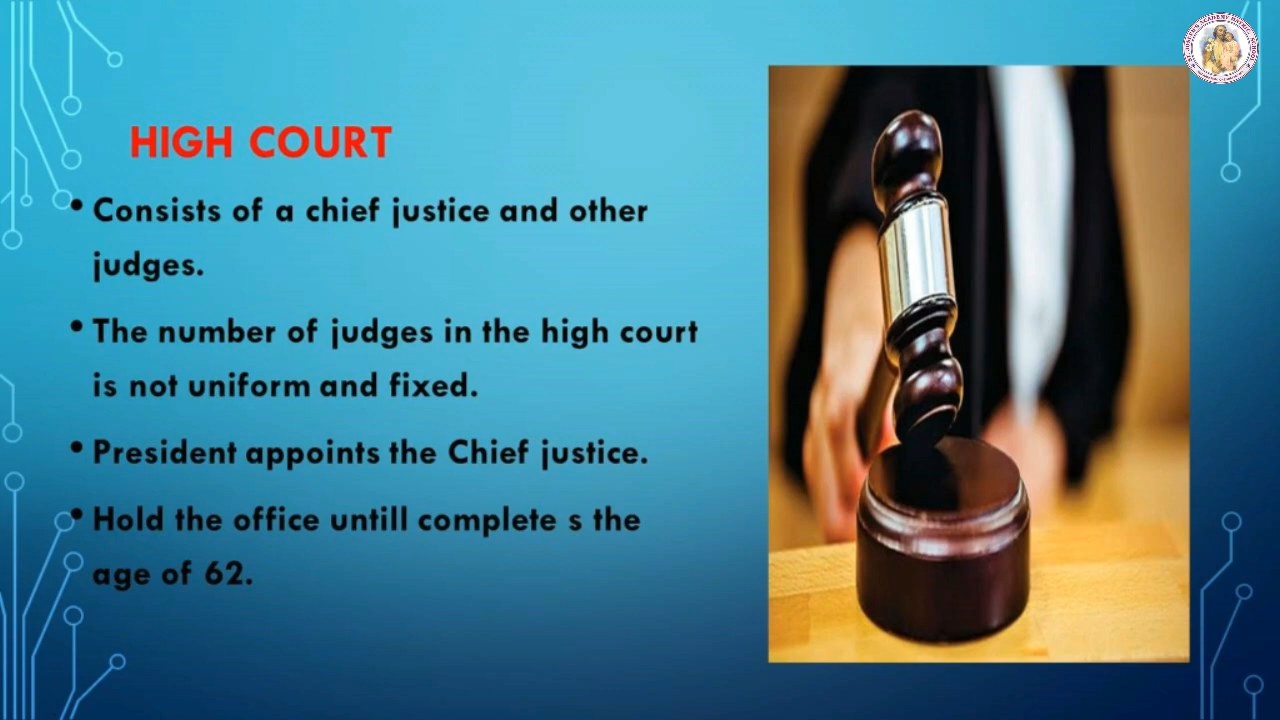 HIGH COURT
• Consists of a chief justice and other
judges.
• The number of judges in the high court
is not uniform and fixed.
• President appoints the Chief justice.
• Hold the office untill complete s the
age of 62.